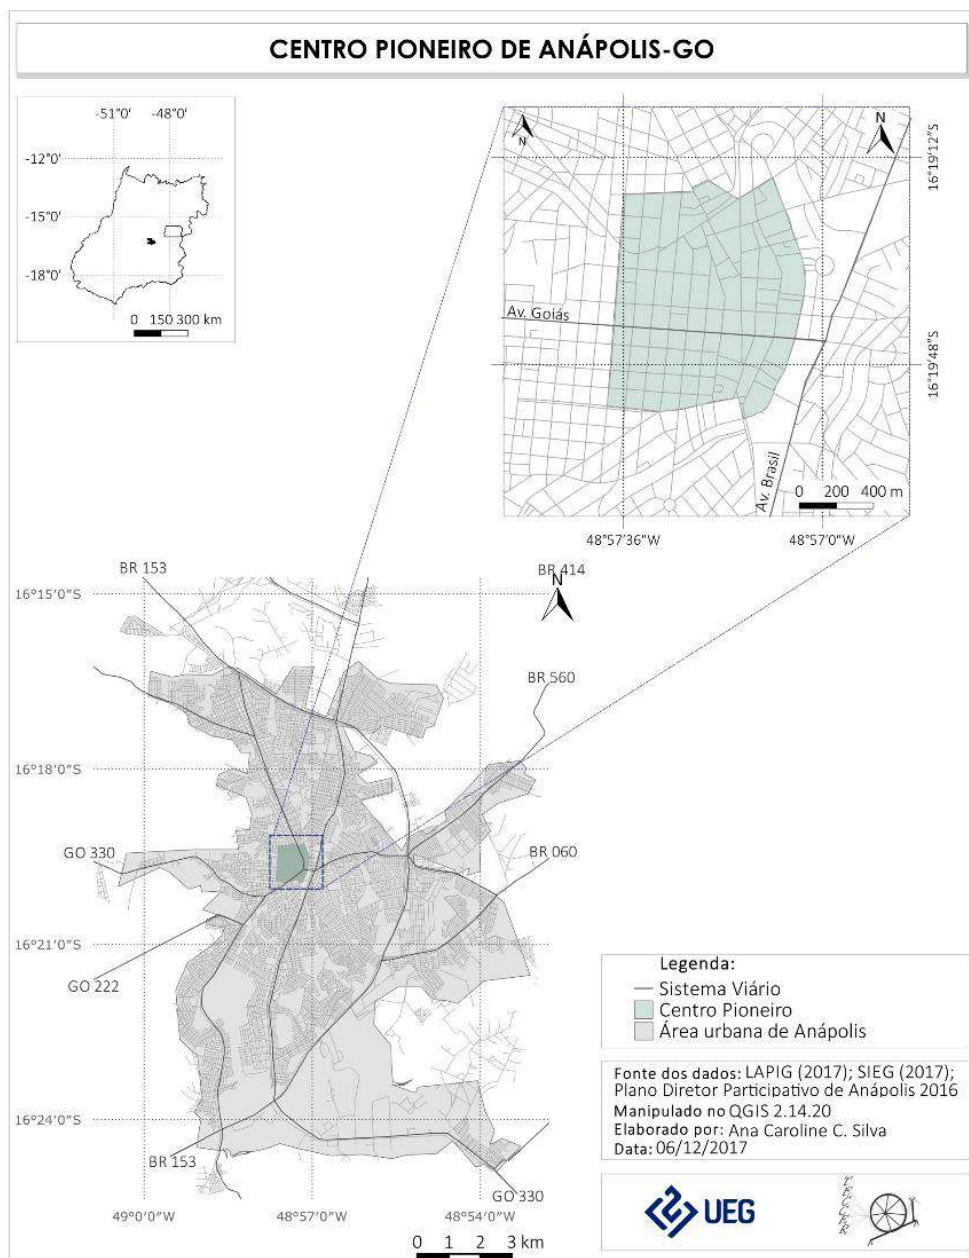 CENTRO PIONEIRO DE ANÁPOLIS-GO
-51°0' -48°0'
-12°0'
-15°0'
-18°0'
0 150 300 km
N
N
16°19'12"S
Av. Goiás
16°19'48"S
Av. Brasil
0 200 400 m
48°57'36"W 48°57'0"W
BR 153
BR 414
16°15'0"S
N
BR 560
16°18'0"S
GO 330
BR 060
16°21'0"S
GO 222
16°24'0"S
BR 153
GO 330
49°0'0"W 48°57'0"W 48°54'0"W
0 1 2 3 km
Legenda:
Sistema Viário
Centro Pioneiro
Área urbana de Anápolis
Fonte dos dados: LAPIG (2017); SIEG (2017);
Plano Diretor Participativo de Anápolis 2016
Manipulado no QGIS 2.14.20
Elaborado por: Ana Caroline C. Silva
Data: 06/12/2017
UEG
TECCER